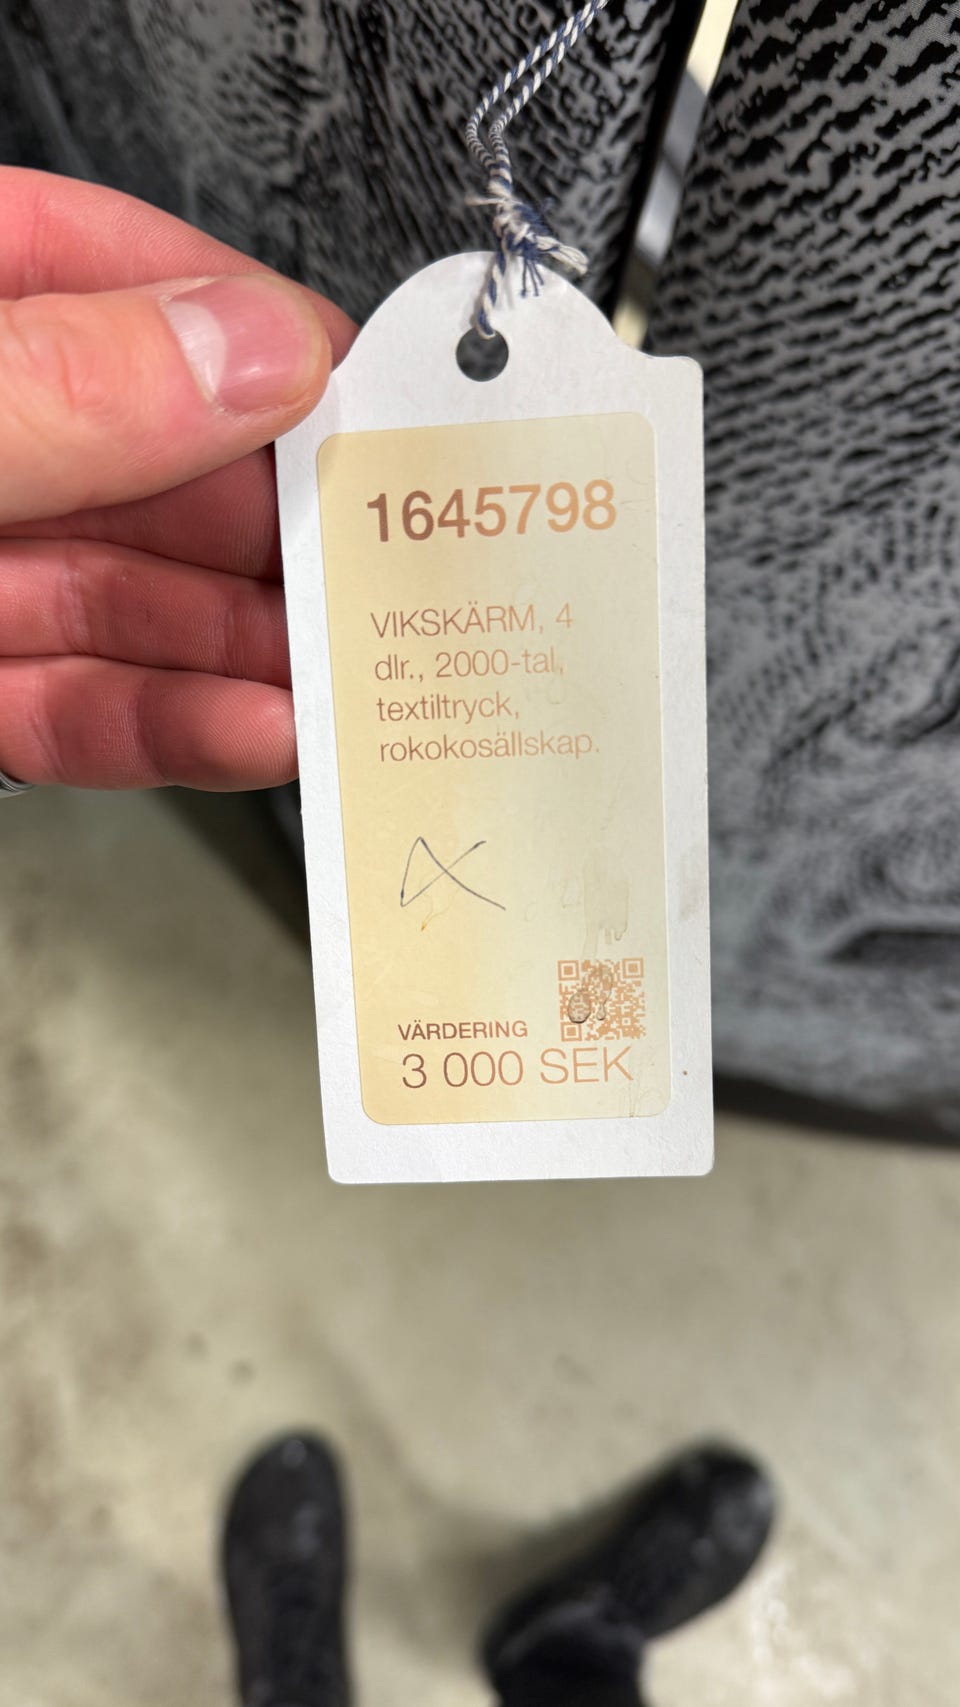 1645798
VIKSKÄRM, 4
dlr., 2000-tal,
textiltryck,
rokokosällskap.
VÄRDERING
3 000 SEK